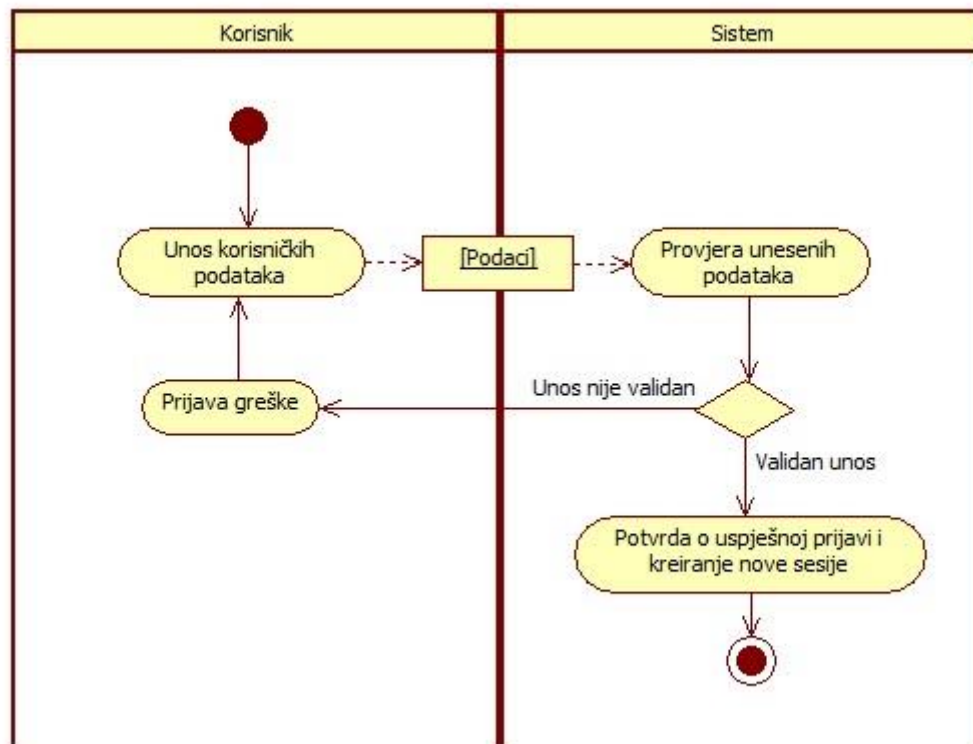 Korisnik
Sistem
Unos korisničkih
podataka
[Podaci]
Provjera unesenih
podataka
Unos nije validan
Prijava greške
Validan unos
Potvrda o uspješnoj prijavi i
kreiranje nove sesije